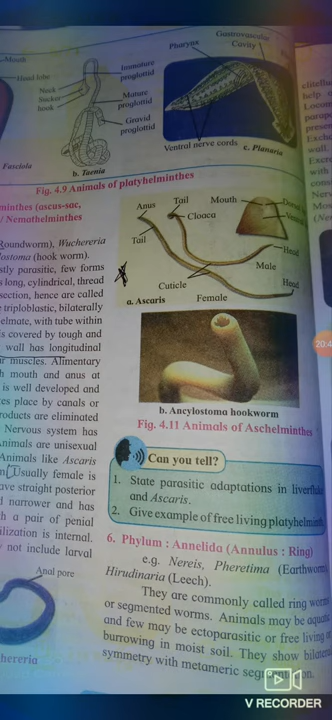 Mouth
Head lobe
Neck
Sucker
hook
Immature
proglottid
Mature
proglottid
Gravid
proglottid
Fasciola
b. Taenia
Gastrovascular
Cavity
Pharynx
Ventral nerve cords
c. Planaria
Fig. 4.9 Animals of platyhelminthes
minthes (ascus-sac,
/ Nemathelminthes
Roundworm), Wuchereria
lostoma (hook worm).
stly parasitic, few forms
s long, cylindrical, thread
section, hence are called
e triploblastic, bilaterally
elmate, with tube within
is covered by tough and
wall has longitudinal
ar muscles. Alimentary
h mouth and anus at
is well developed and
es place by canals or
roducts are eliminated
Nervous system has
Animals are unisexual
Animals like Ascaris
Usually female is
ave straight posterior
d narrower and has
h a pair of penial
ilization is internal.
not include larval
Anal pore
hereria
Anus
Tail
Cloaca
Mouth
Tail
Head
Male
Cuticle
Head
a. Ascaris
Female
b. Ancylostoma hookworm
Fig. 4.11 Animals of Aschelminthes
Can you tell?
1. State parasitic adaptations in liverfluke
and Ascaris.
2. Give example of free living platyhelminth
6. Phylum : Annelida (Annulus : Ring)
e.g. Nereis, Pheretima (Earthworm
Hirudinaria (Leech).
They are commonly called ring worms
or segmented worms. Animals may be aquatic
and few may be ectoparasitic or free living or
burrowing in moist soil. They show bilateral
symmetry with metameric
20:4
V RECORDER